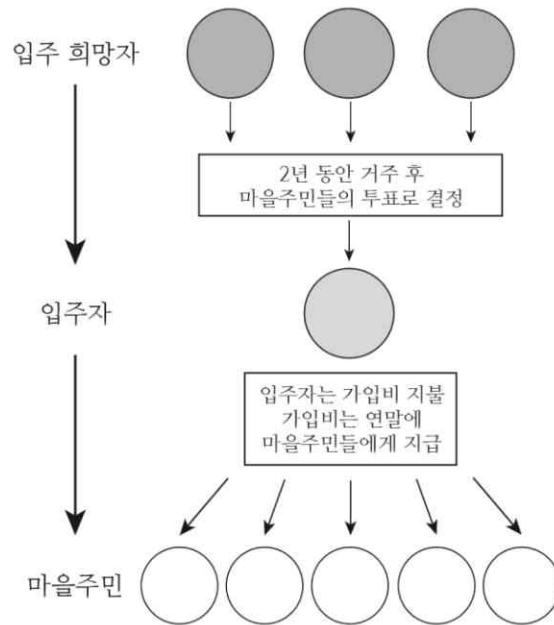 입주 희망자
2년 동안 거주 후
마을주민들의 투표로 결정
입주자
입주자는 가입비 지불
가입비는 연말에
마을주민들에게 지급
마을주민